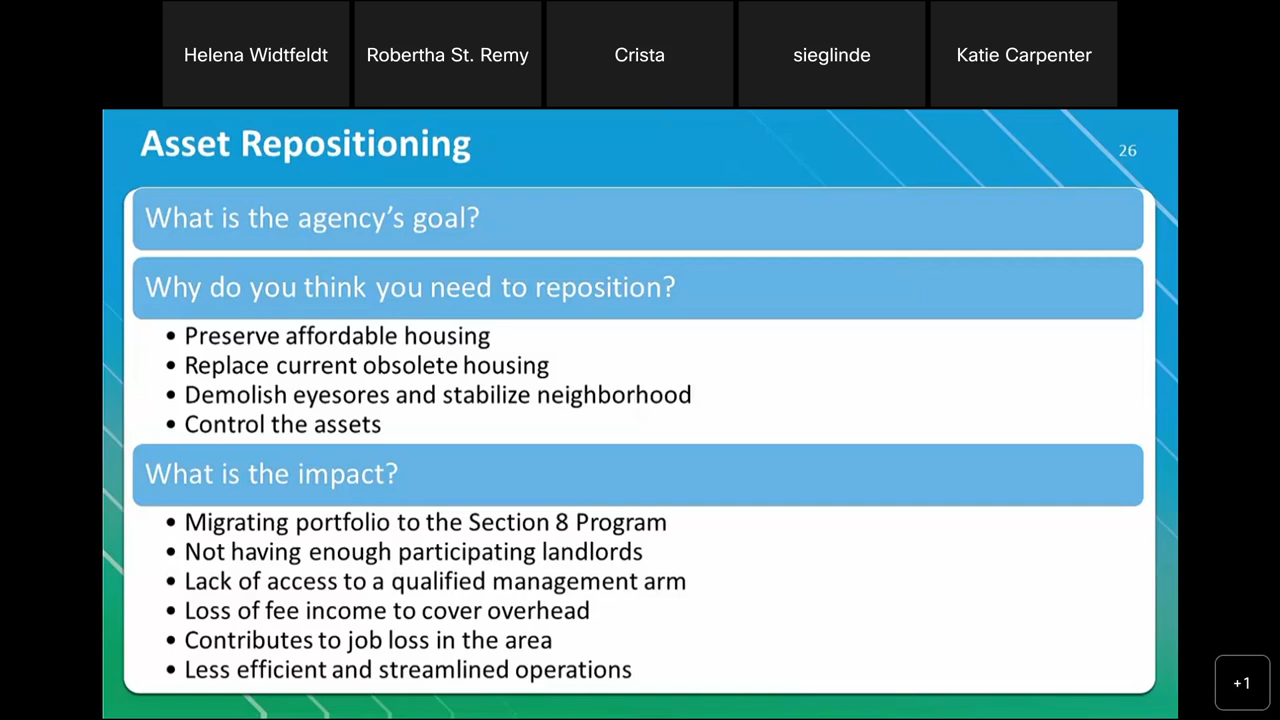 Helena Widtfeldt
Robertha St. Remy
Crista
sieglinde
Katie Carpenter
Asset Repositioning
26
What is the agency's goal?
Why do you think you need to reposition?
• Preserve affordable housing
• Replace current obsolete housing
• Demolish eyesores and stabilize neighborhood
• Control the assets
What is the impact?
• Migrating portfolio to the Section 8 Program
• Not having enough participating landlords
• Lack of access to a qualified management arm
• Loss of fee income to cover overhead
• Contributes to job loss in the area
• Less efficient and streamlined operations
+1